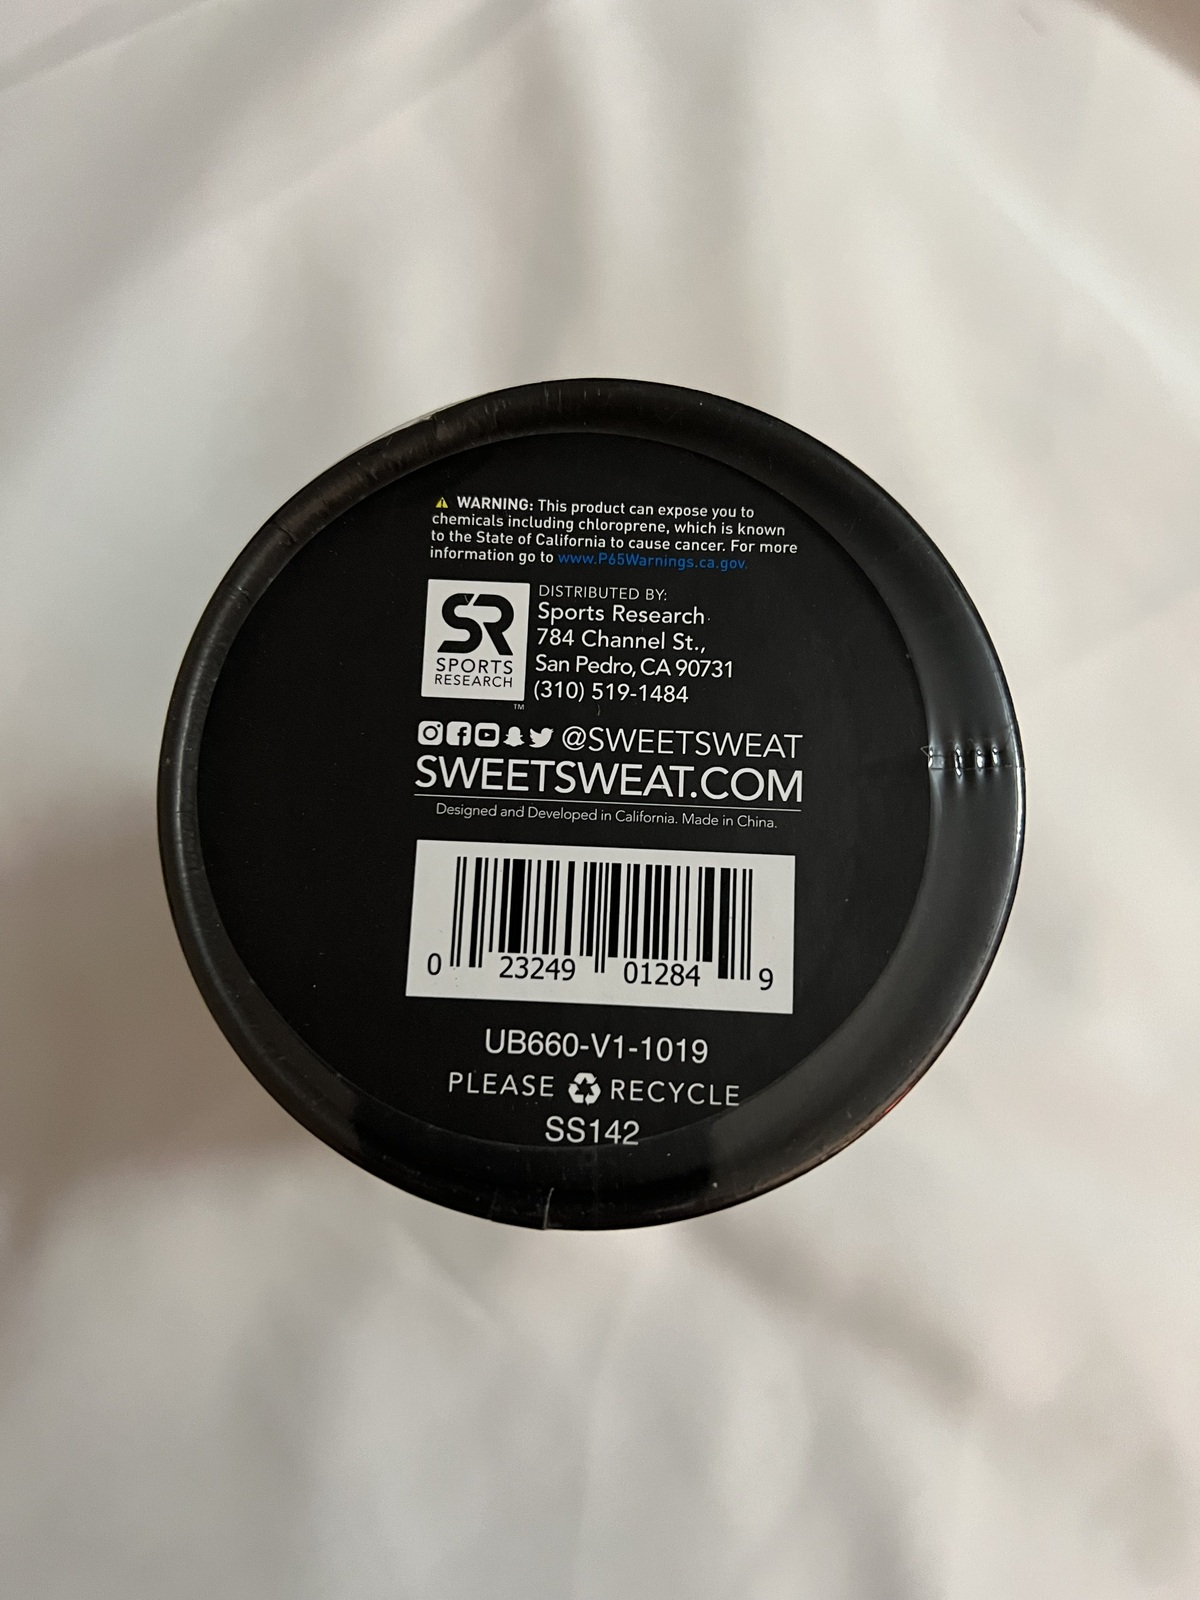 ⚠ WARNING: This product can expose you to
chemicals including chloroprene, which is known
to the State of California to cause cancer. For more
information go to www.P65Warnings.ca.gov.
SR
SPORTS
RESEARCH
TM
DISTRIBUTED BY:
Sports Research
784 Channel St.,
San Pedro, CA 90731
(310) 519-1484
@SWEETSWEAT
SWEETSWEAT.COM
Designed and Developed in California. Made in China.
0 23249 01284 9
UB660-V1-1019
PLEASE RECYCLE
SS142